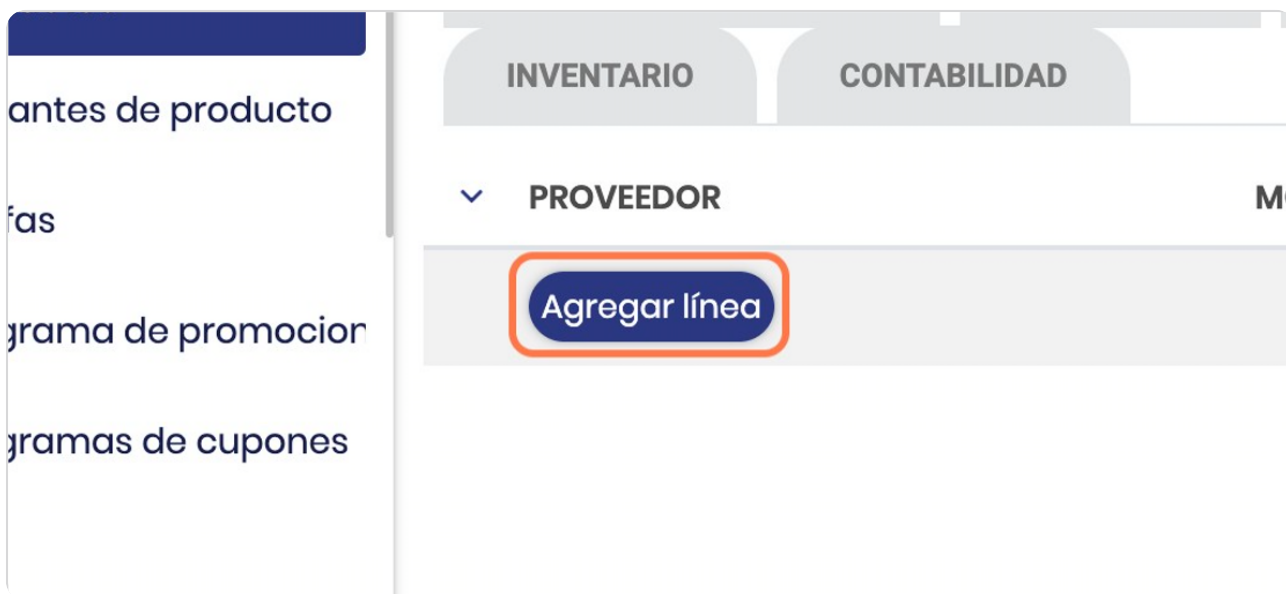 INVENTARIO
CONTABILIDAD
antes de producto
PROVEEDOR
fas
Agregar línea
grama de promocion
gramas de cupones